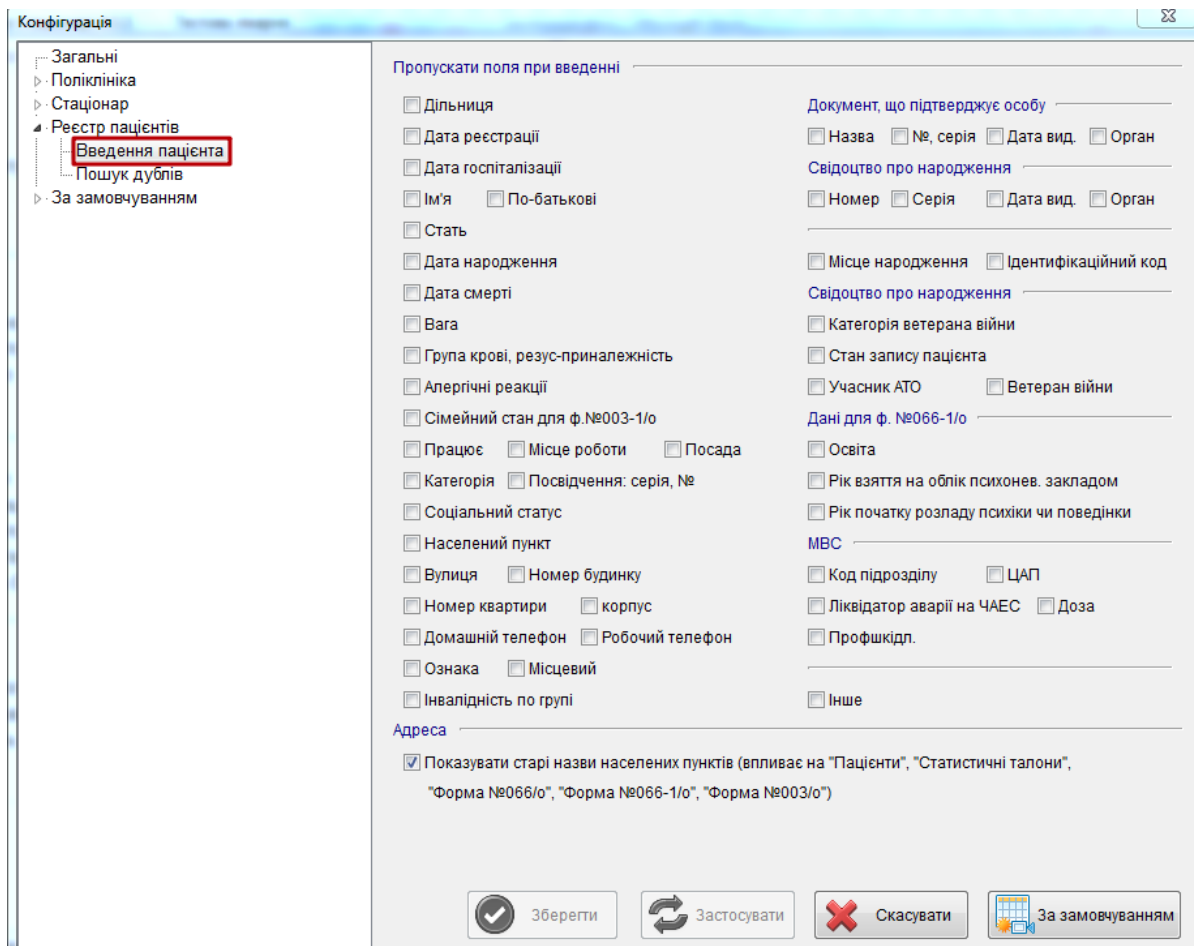 Конфігурація
Загальні
Поліклініка
Стаціонар
Реєстр пацієнтів
Введення пацієнта
Пошук дублів
За замовчуванням
Пропускати поля при введенні
Дільниця
Дата реєстрації
Дата госпіталізації
Ім'я По-батькові
Стать
Дата народження
Дата смерті
Вага
Група крові, резус-приналежність
Алергічні реакції
Сімейний стан для ф.№003-1/о
Працює Місце роботи Посада
Категорія Посвідчення: серія, №
Соціальний статус
Населений пункт
Вулиця Номер будинку
Номер квартири корпус
Домашній телефон Робочий телефон
Ознака Місцевий
Інвалідність по групі
Документ, що підтверджує особу
Назва №, серія Дата вид. Орган
Свідоцтво про народження
Номер Серія Дата вид. Орган
Місце народження Ідентифікаційний код
Свідоцтво про народження
Категорія ветерана війни
Стан запису пацієнта
Учасник АТО Ветеран війни
Дані для ф. №066-1/о
Освіта
Рік взяття на облік психонев. закладом
Рік початку розладу психіки чи поведінки
МВС
Код підрозділу ЦАП
Ліквідатор аварії на ЧАЕС Доза
Профшкідл.
Інше
Адреса
Показувати старі назви населених пунктів (впливає на "Пацієнти", "Статистичні талони",
"Форма №066/о", "Форма №066-1/о", "Форма №003/о")
Зберегти Застосувати Скасувати За замовчуванням